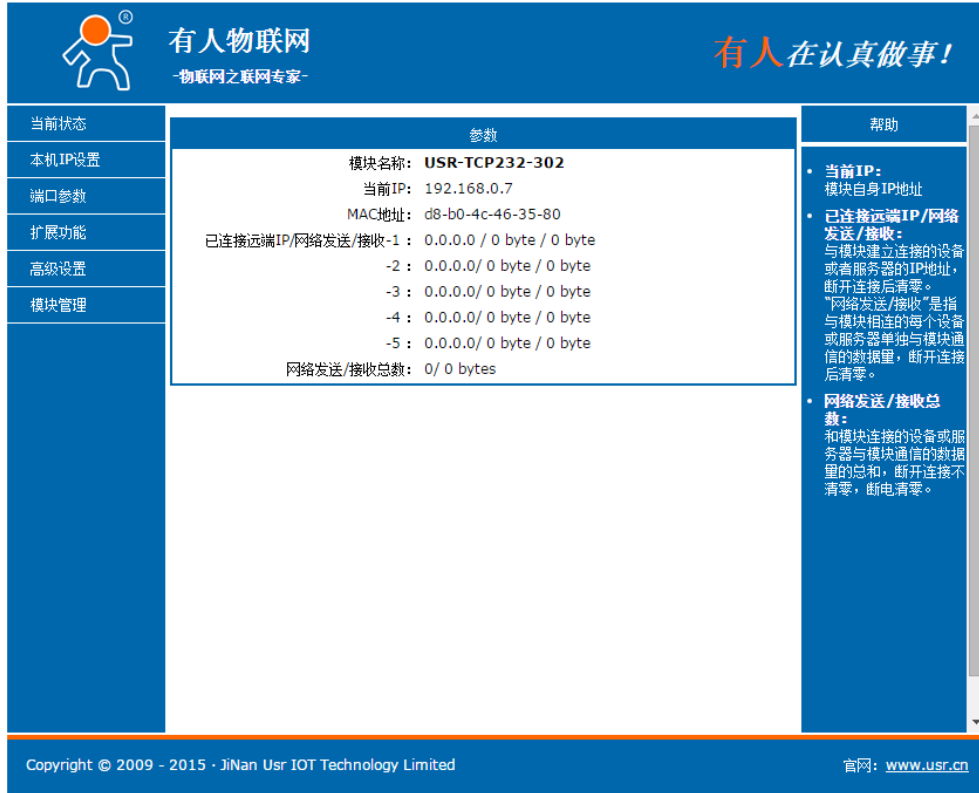 ®
有人物联网
-物联网之联网专家-
有人在认真做事!
当前状态
本机IP设置
端口参数
扩展功能
高级设置
模块管理
参数
模块名称: USR-TCP232-302
当前IP: 192.168.0.7
MAC地址: d8-b0-4c-46-35-80
已连接远端IP/网络发送/接收-1 : 0.0.0.0 / 0 byte / 0 byte
-2 : 0.0.0.0/ 0 byte / 0 byte
-3 : 0.0.0.0/ 0 byte / 0 byte
-4 : 0.0.0.0/ 0 byte / 0 byte
-5 : 0.0.0.0/ 0 byte / 0 byte
网络发送/接收总数: 0/ 0 bytes
帮助
• 当前IP:
模块自身IP地址
• 已连接远端IP/网络
发送/接收:
与模块建立连接的设备
或者服务器的IP地址,
断开连接后清零。
"网络发送/接收"是指
与模块相连的每个设备
或服务器单独与模块通
信的数据量,断开连接
后清零。
• 网络发送/接收总
数:
和模块连接的设备或服
务器与模块通信的数据
量的总和,断开连接不
清零,断电清零。
Copyright © 2009 - 2015 · JiNan Usr IOT Technology Limited
官网: www.usr.cn